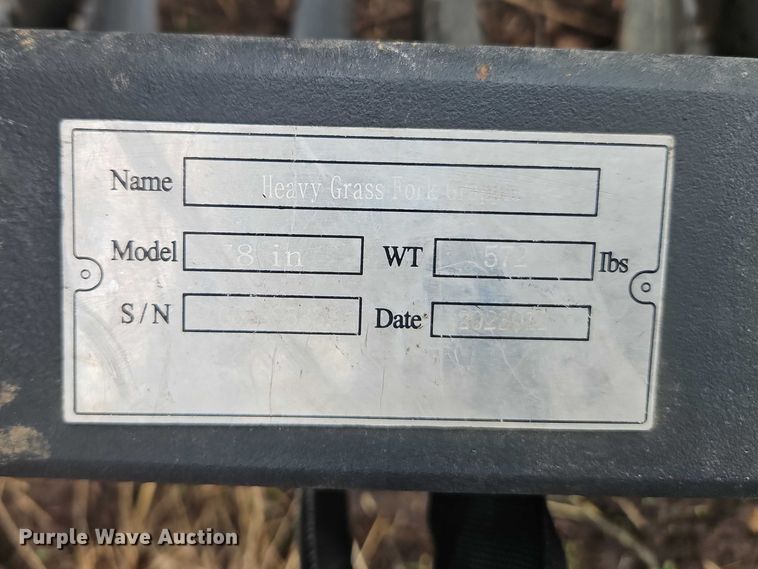 Name Heavy Grass Fork Grapple
Model 78 in WT 572 lbs
S/N Date
Purple Wave Auction